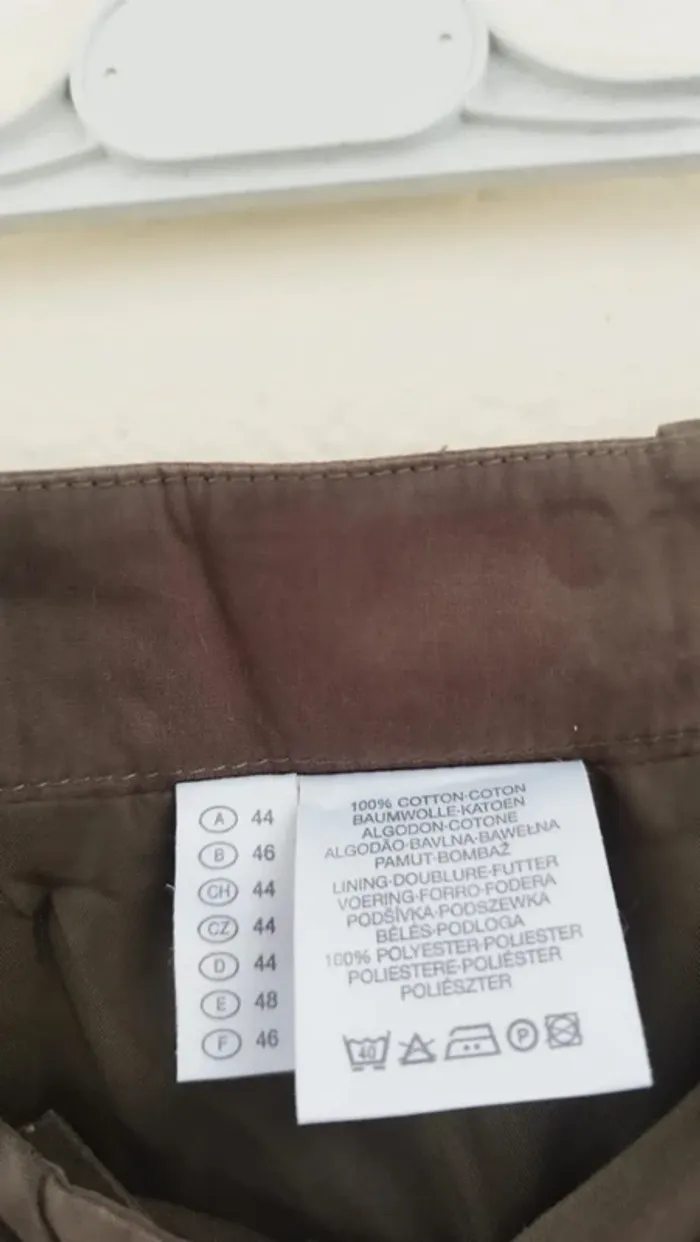 A 44
B 46
CH 44
CZ 44
D 44
E 48
F 46
100% COTTON·COTON
BAUMWOLLE·KATOEN
ALGODON·COTONE
ALGODÃO·BAVLNA·BAWEŁNA
PAMUT·BOMBAŽ
LINING·DOUBLURE·FUTTER
VOERING·FORRO·FODERA
PODŠÍVKA·PODSZEWKA
BÉLÉS·PODLOGA
100% POLYESTER·POLIESTER
POLIESTERE·POLIÉSTER
POLIÉSZTER
40 P